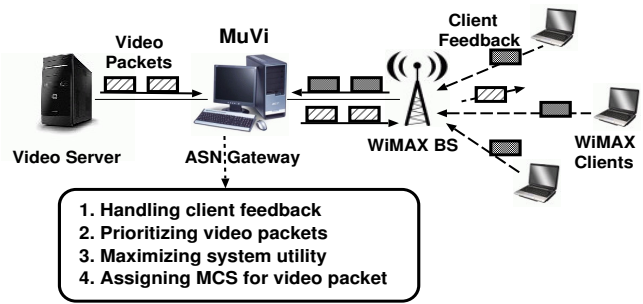 Video
Packets
MuVi
Client
Feedback
Video Server
ASN Gateway
WiMAX BS
WiMAX
Clients
1. Handling client feedback
2. Prioritizing video packets
3. Maximizing system utility
4. Assigning MCS for video packet